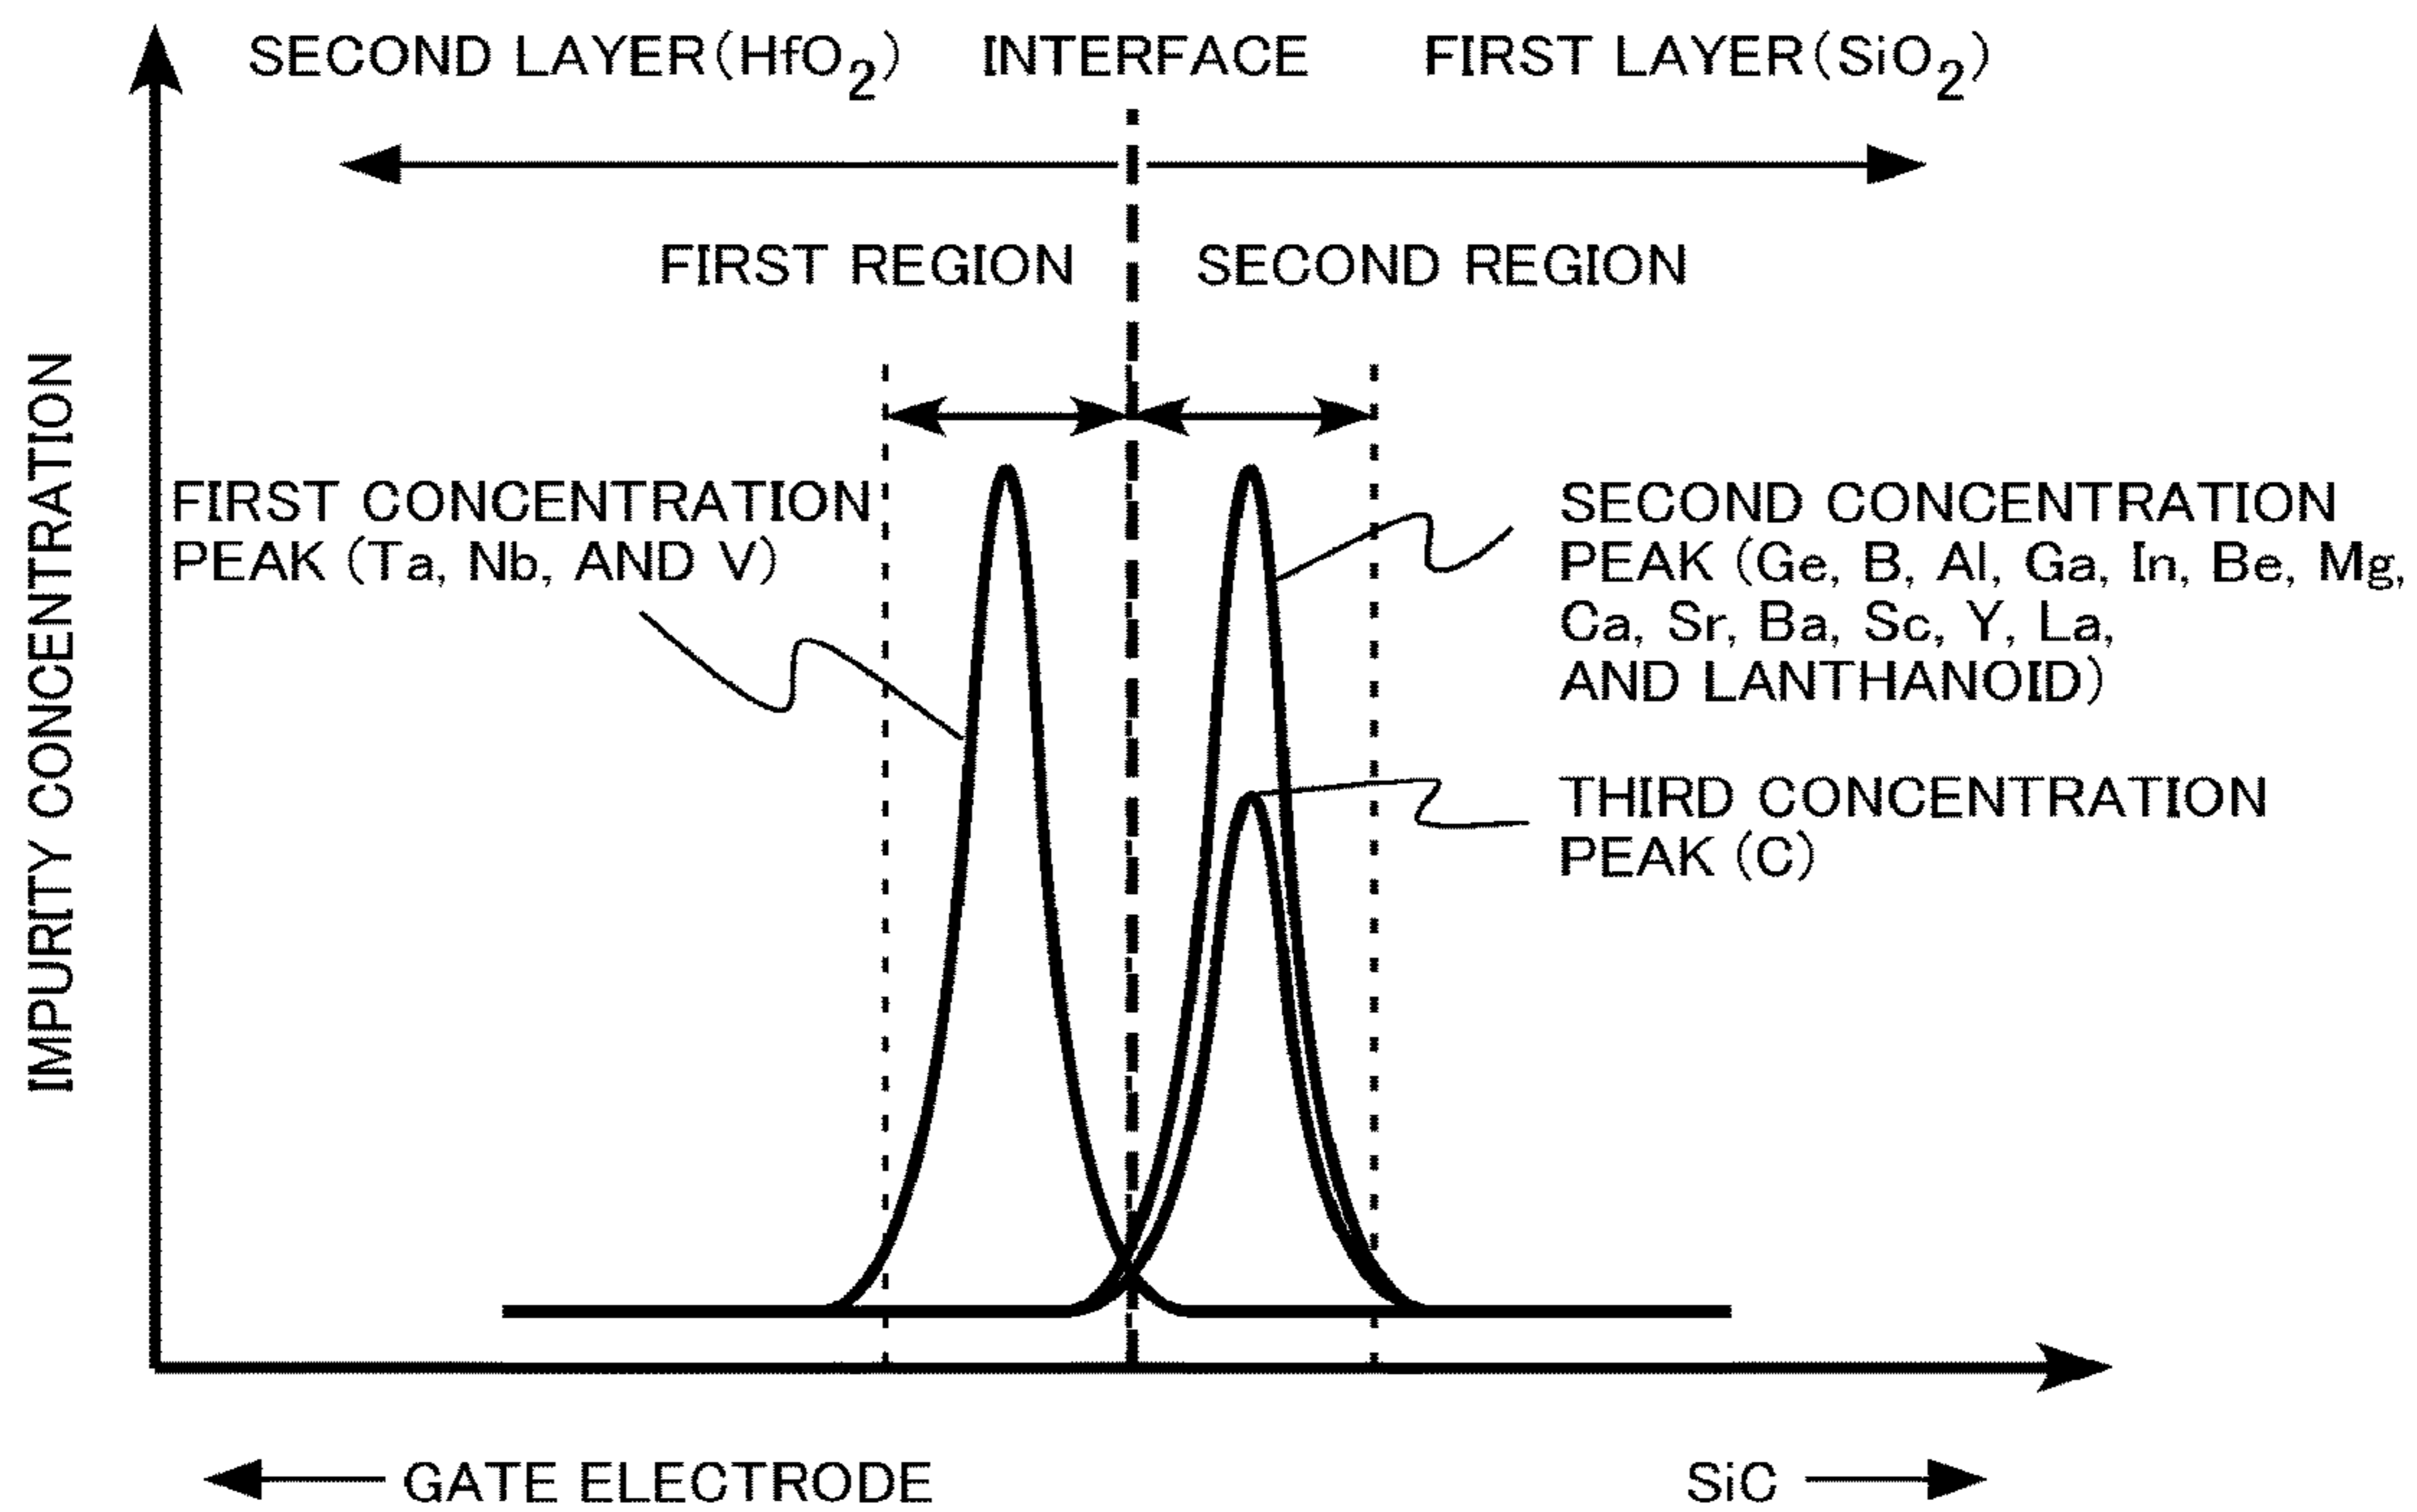 SECOND LAYER(HfO₂) INTERFACE FIRST LAYER(SiO₂)
FIRST REGION SECOND REGION
IMPURITY CONCENTRATION
FIRST CONCENTRATION
PEAK (Ta, Nb, AND V)
SECOND CONCENTRATION
PEAK (Ge, B, Al, Ga, In, Be, Mg,
Ca, Sr, Ba, Sc, Y, La,
AND LANTHANOID)
THIRD CONCENTRATION
PEAK (C)
GATE ELECTRODE SiC